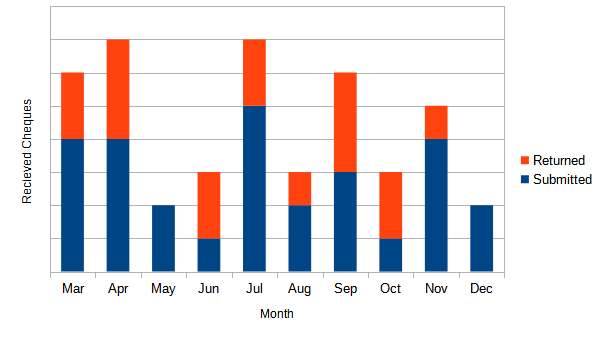 Recieved Cheques
Returned
Submitted
Mar Apr May Jun Jul Aug Sep Oct Nov Dec
Month